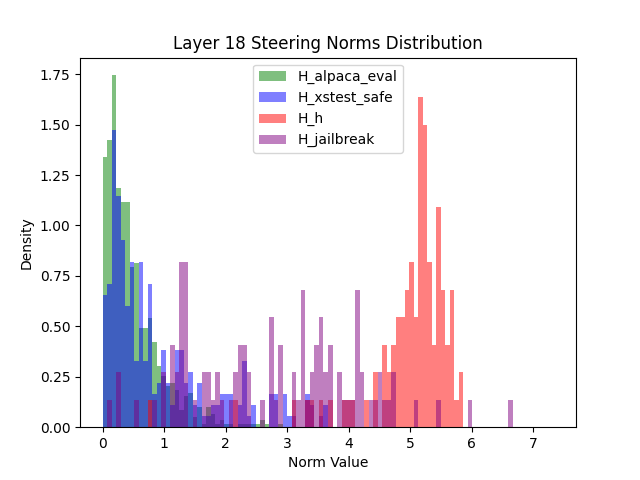 Layer 18 Steering Norms Distribution
H_alpaca_eval
H_xstest_safe
H_h
H_jailbreak
Density
1.75
1.50
1.25
1.00
0.75
0.50
0.25
0.00
0 1 2 3 4 5 6 7
Norm Value